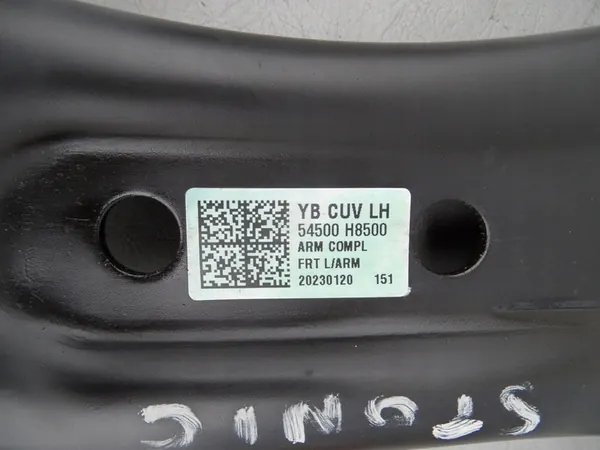 YB CUV LH
54500 H8500
ARM COMPL
FRT L/ARM
20230120 151
STONIC